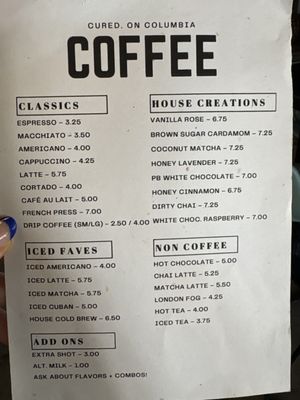 CURED. ON COLUMBIA
COFFEE
CLASSICS
ESPRESSO – 3.25
MACCHIATO – 3.50
AMERICANO – 4.00
CAPPUCCINO – 4.25
LATTE – 5.75
CORTADO – 4.00
CAFÉ AU LAIT – 5.00
FRENCH PRESS – 7.00
DRIP COFFEE (SM/LG) – 2.50 / 4.00
HOUSE CREATIONS
VANILLA ROSE – 6.75
BROWN SUGAR CARDAMOM – 7.25
COCONUT MATCHA – 7.25
HONEY LAVENDER – 7.25
PB WHITE CHOCOLATE – 7.00
HONEY CINNAMON – 6.75
DIRTY CHAI – 7.25
WHITE CHOC. RASPBERRY – 7.00
ICED FAVES
ICED AMERICANO – 4.00
ICED LATTE – 5.75
ICED MATCHA – 5.75
ICED CUBAN – 5.00
HOUSE COLD BREW – 6.50
NON COFFEE
HOT CHOCOLATE – 5.00
CHAI LATTE – 5.25
MATCHA LATTE – 5.50
LONDON FOG – 4.25
HOT TEA – 4.00
ICED TEA – 3.75
ADD ONS
EXTRA SHOT – 3.00
ALT. MILK – 1.00
ASK ABOUT FLAVORS + COMBOS!